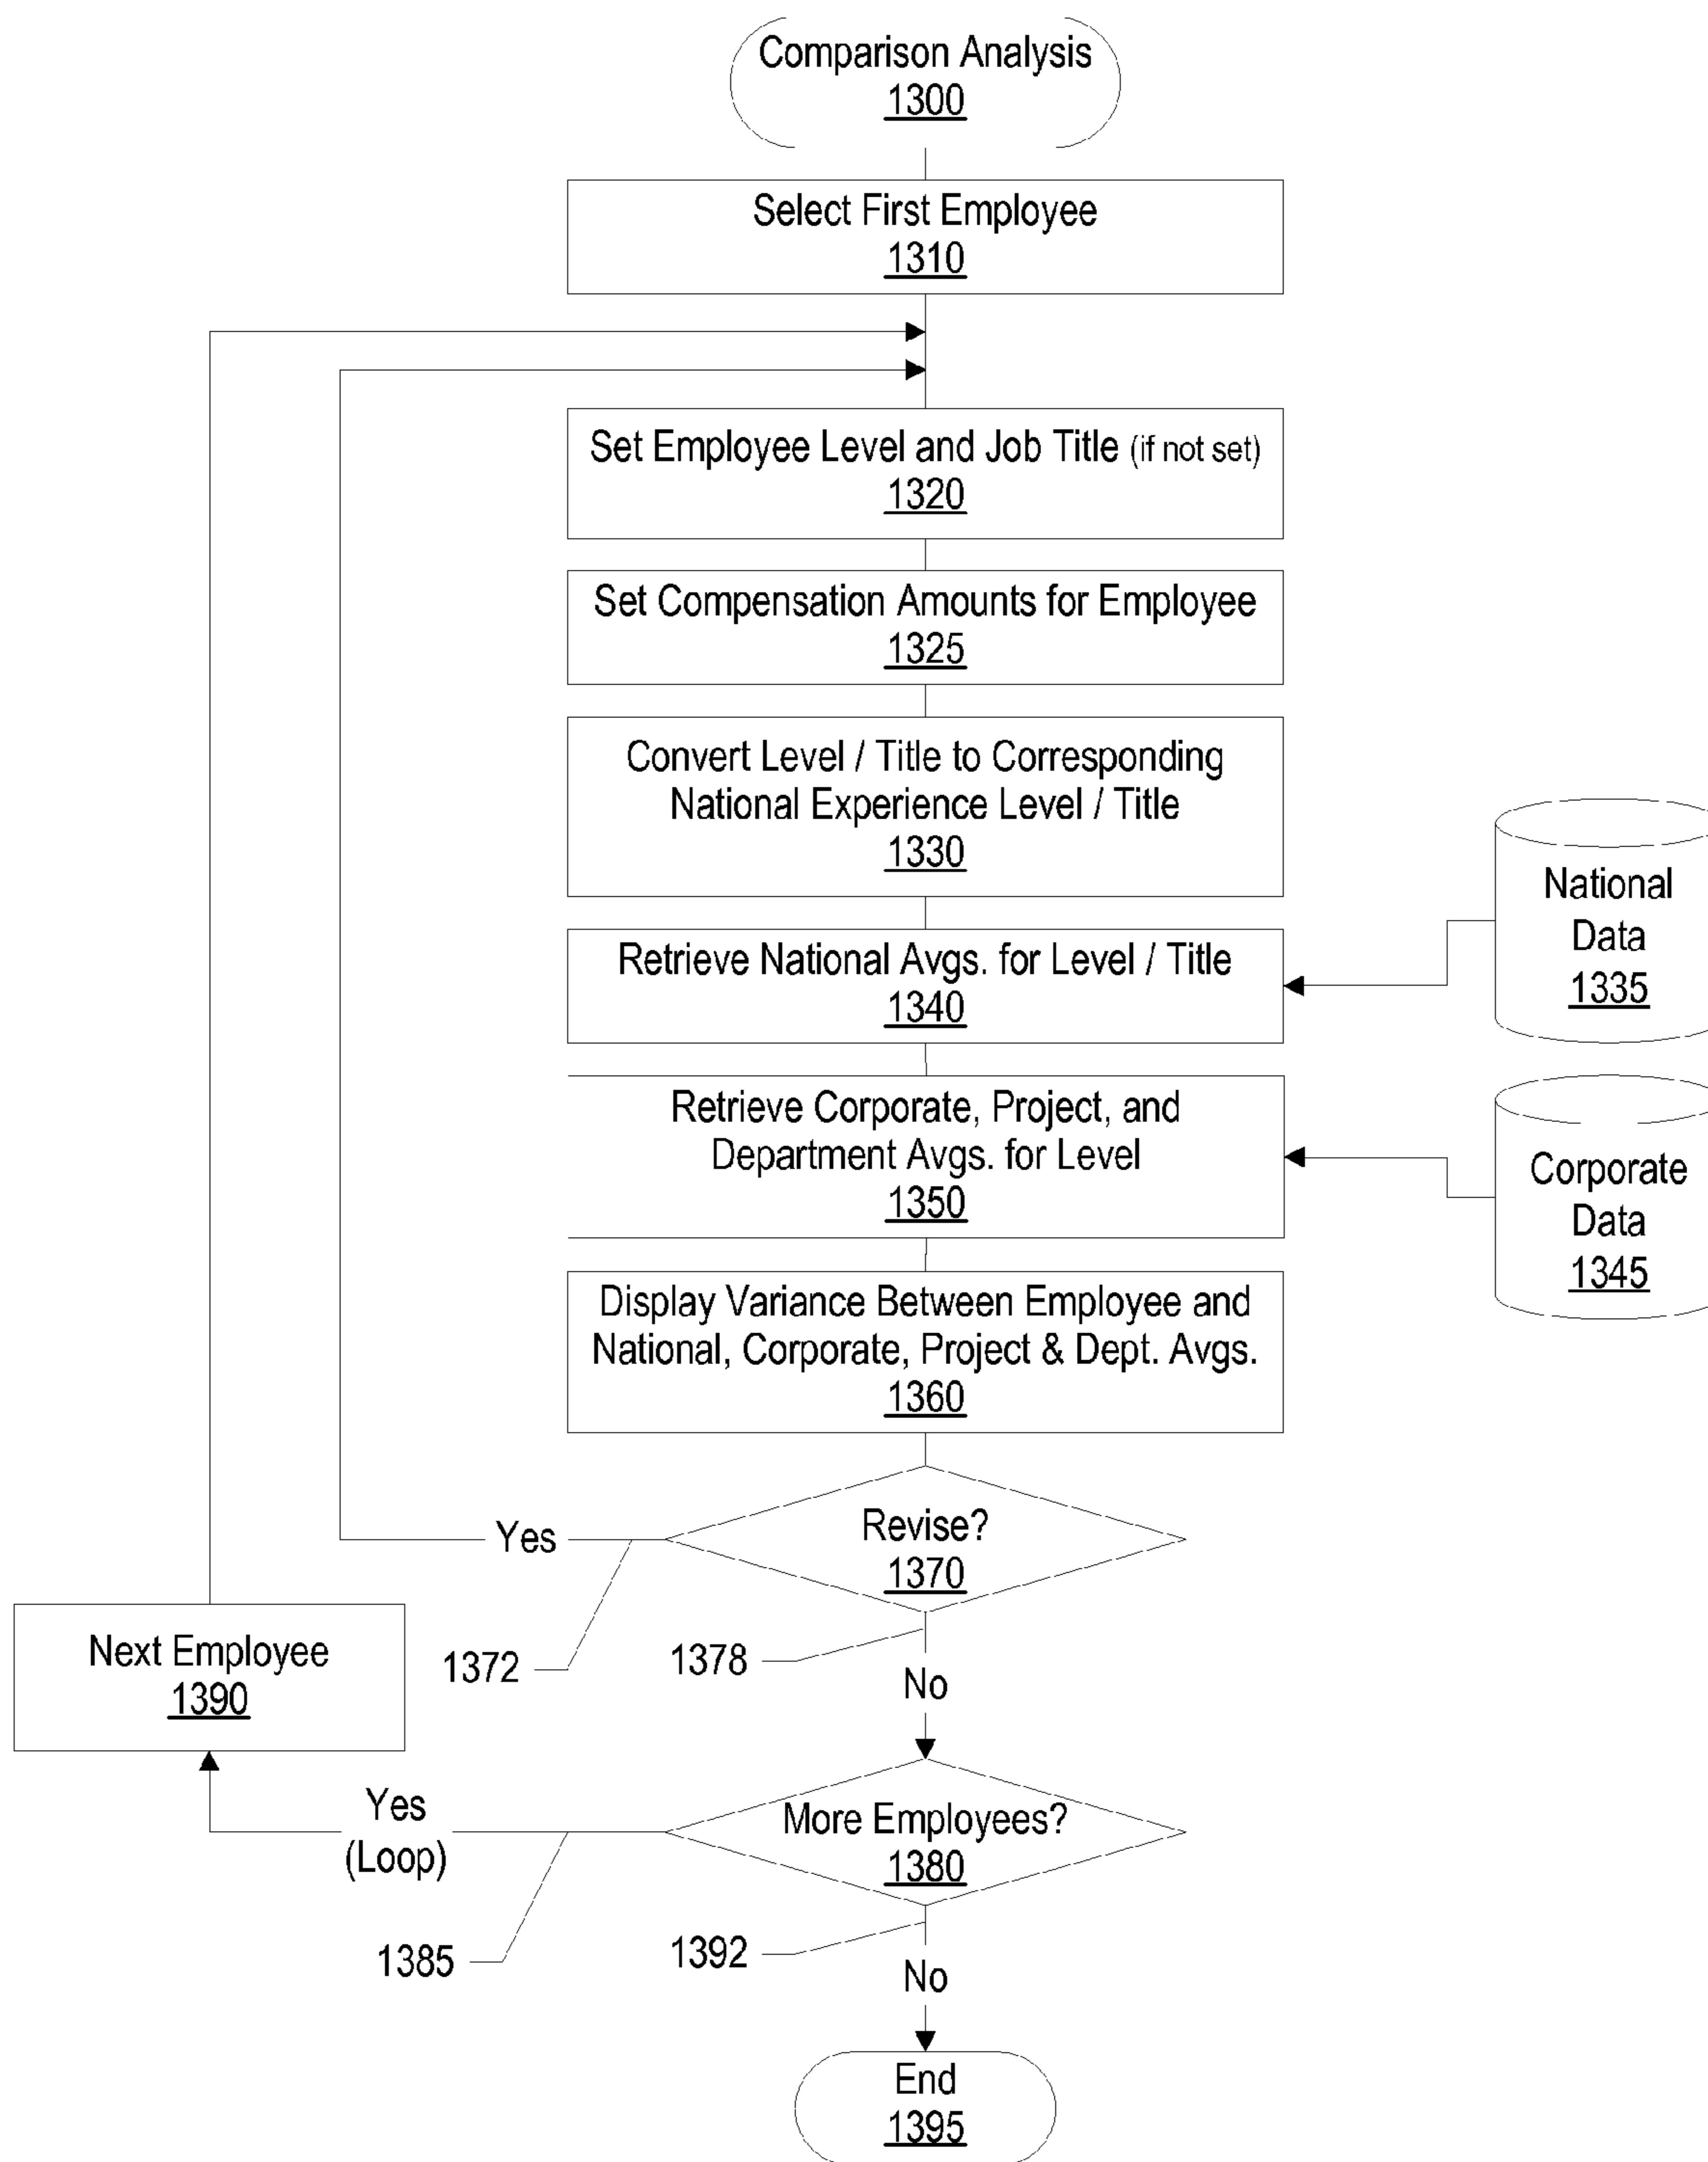 Comparison Analysis
1300
Select First Employee
1310
Set Employee Level and Job Title (if not set)
1320
Set Compensation Amounts for Employee
1325
Convert Level / Title to Corresponding
National Experience Level / Title
1330
National
Data
1335
Retrieve National Avgs. for Level / Title
1340
Retrieve Corporate, Project, and
Department Avgs. for Level
1350
Corporate
Data
1345
Display Variance Between Employee and
National, Corporate, Project & Dept. Avgs.
1360
Revise?
1370
Yes
1372
1378
No
Next Employee
1390
More Employees?
1380
Yes
(Loop)
1385
1392
No
End
1395